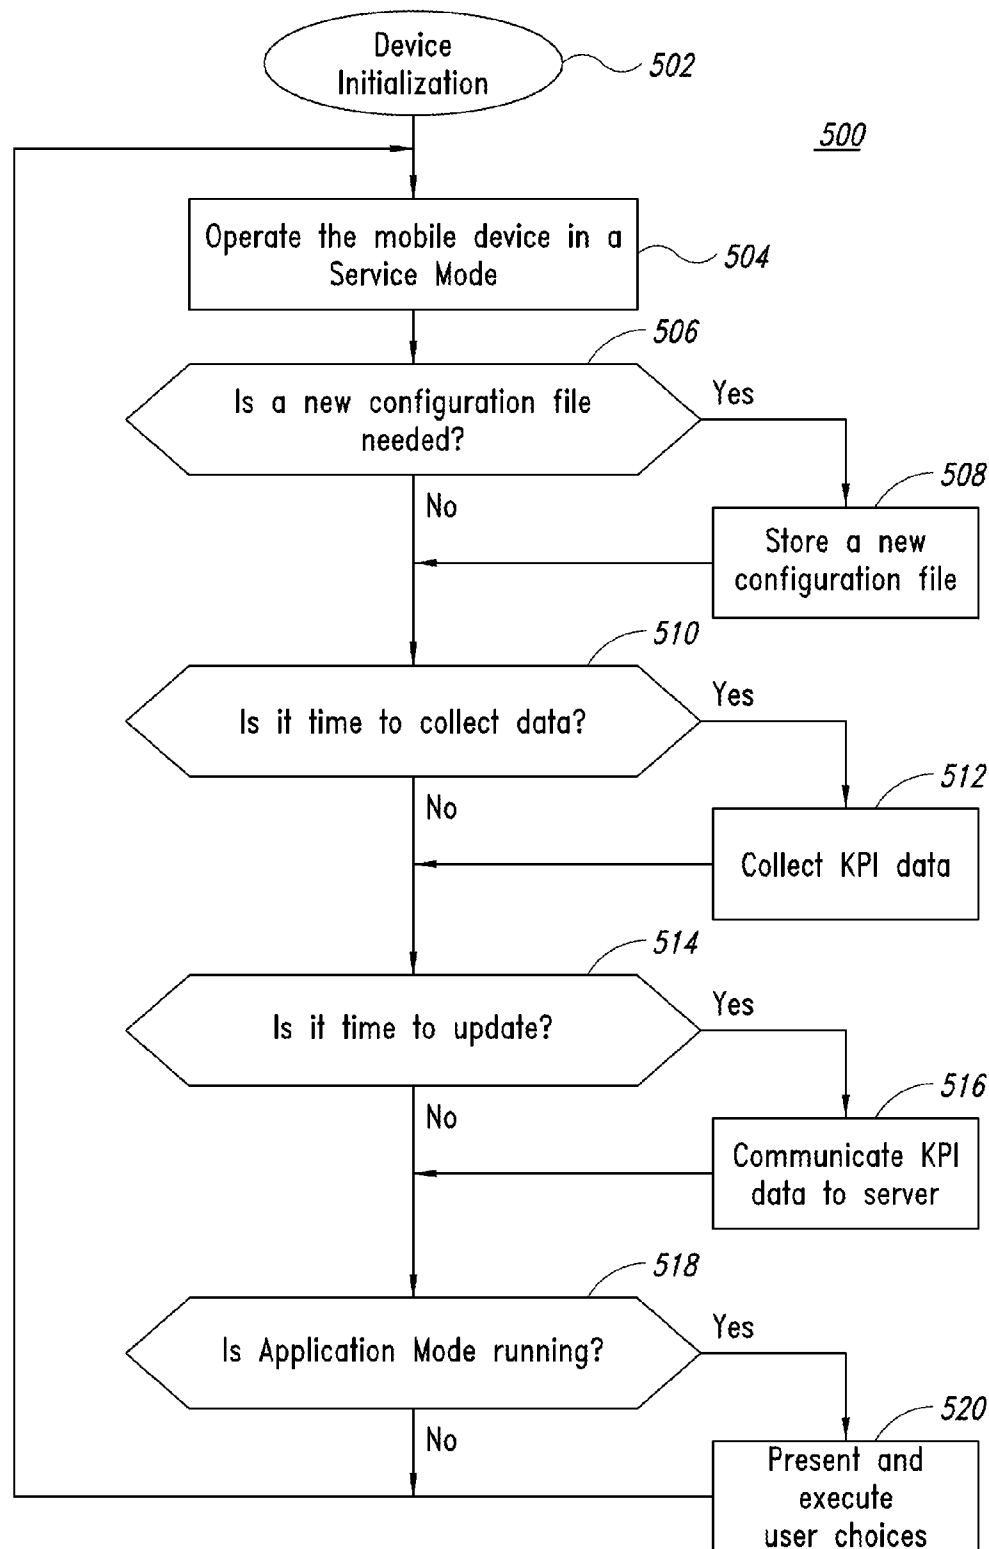 Device
Initialization
502
500
Operate the mobile device in a
Service Mode
504
506
Is a new configuration file
needed?
Yes
No
508
Store a new
configuration file
510
Is it time to collect data?
Yes
No
512
Collect KPI data
514
Is it time to update?
Yes
No
516
Communicate KPI
data to server
518
Is Application Mode running?
Yes
No
520
Present and
execute
user choices